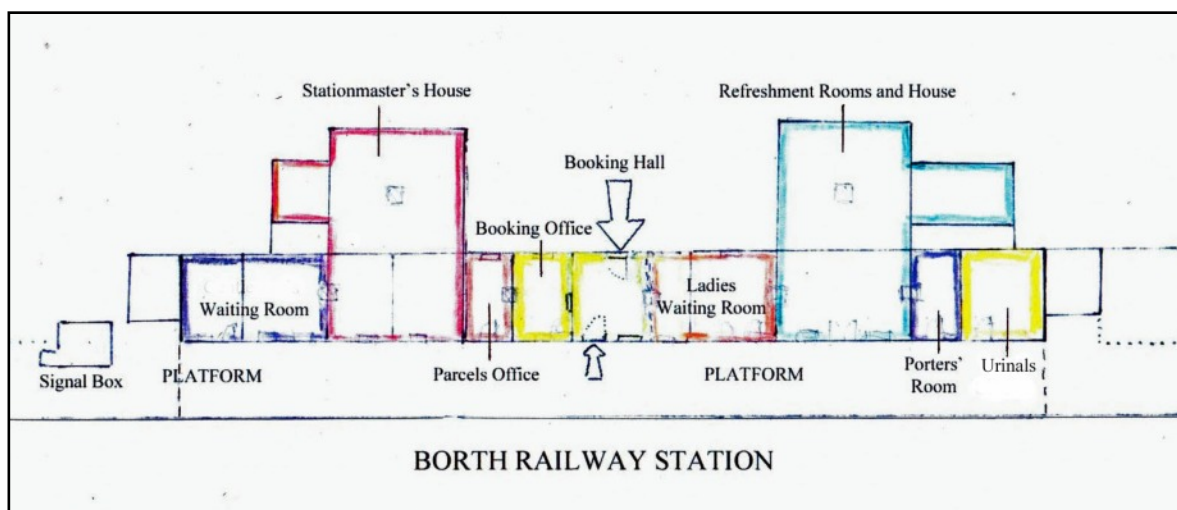 Stationmaster's House
Refreshment Rooms and House
Booking Hall
Booking Office
Waiting Room
Ladies
Waiting Room
Signal Box
PLATFORM
Parcels Office
PLATFORM
Porters'
Room
Urinals
BORTH RAILWAY STATION